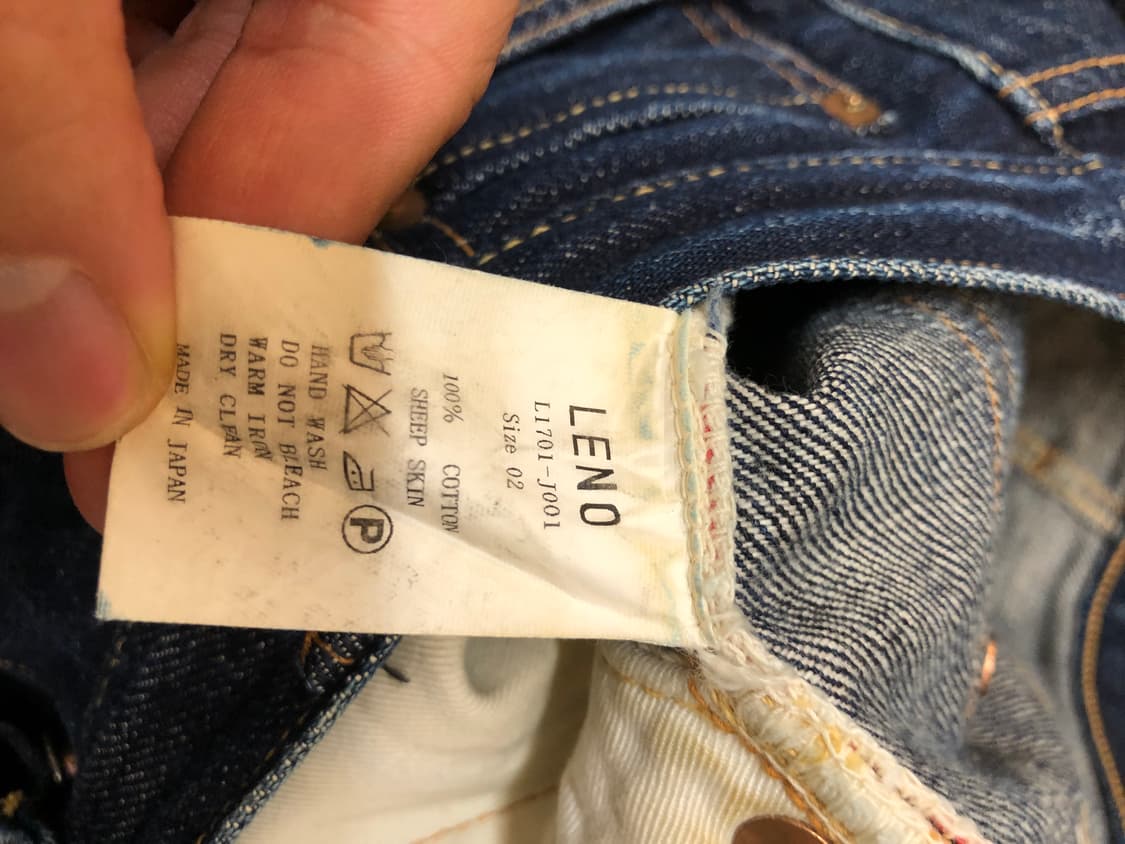 LENO
L1701-J001
Size 02
100% COTTON
SHEEP SKIN
P
HAND WASH
DO NOT BLEACH
WARM IRON
DRY CLEAN
MADE IN JAPAN